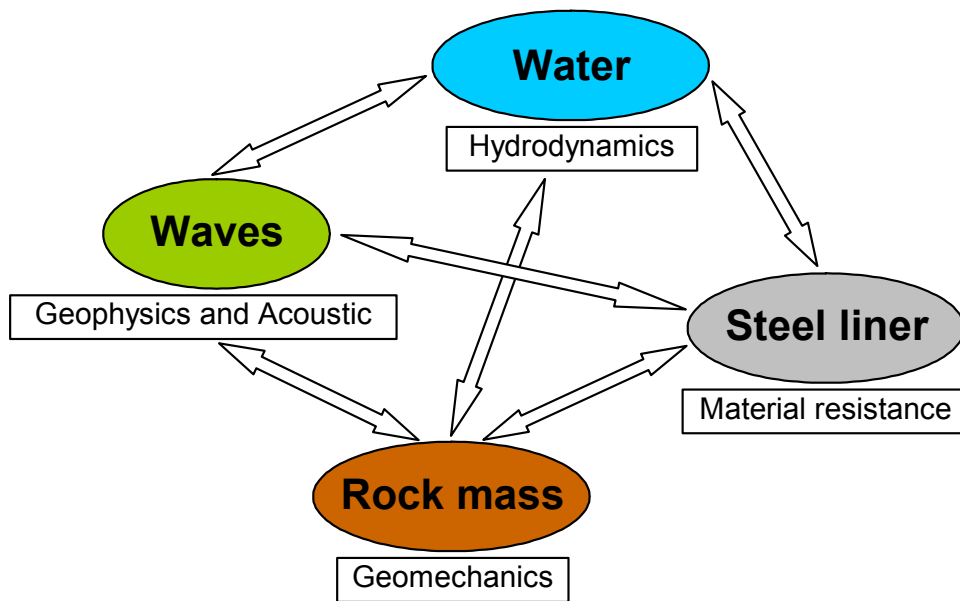 Water
Hydrodynamics
Waves
Geophysics and Acoustic
Steel liner
Material resistance
Rock mass
Geomechanics